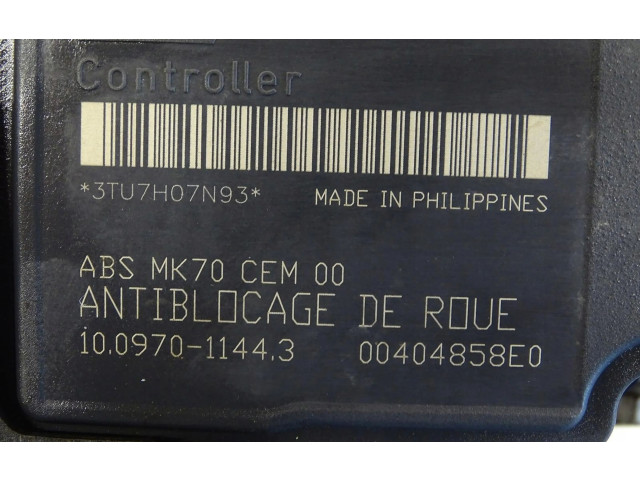 Controller
*3TU7H07N93*
MADE IN PHILIPPINES
ABS MK70 CEM 00
ANTIBLOCAGE DE ROUE
10.0970-1144.3 00404858E0